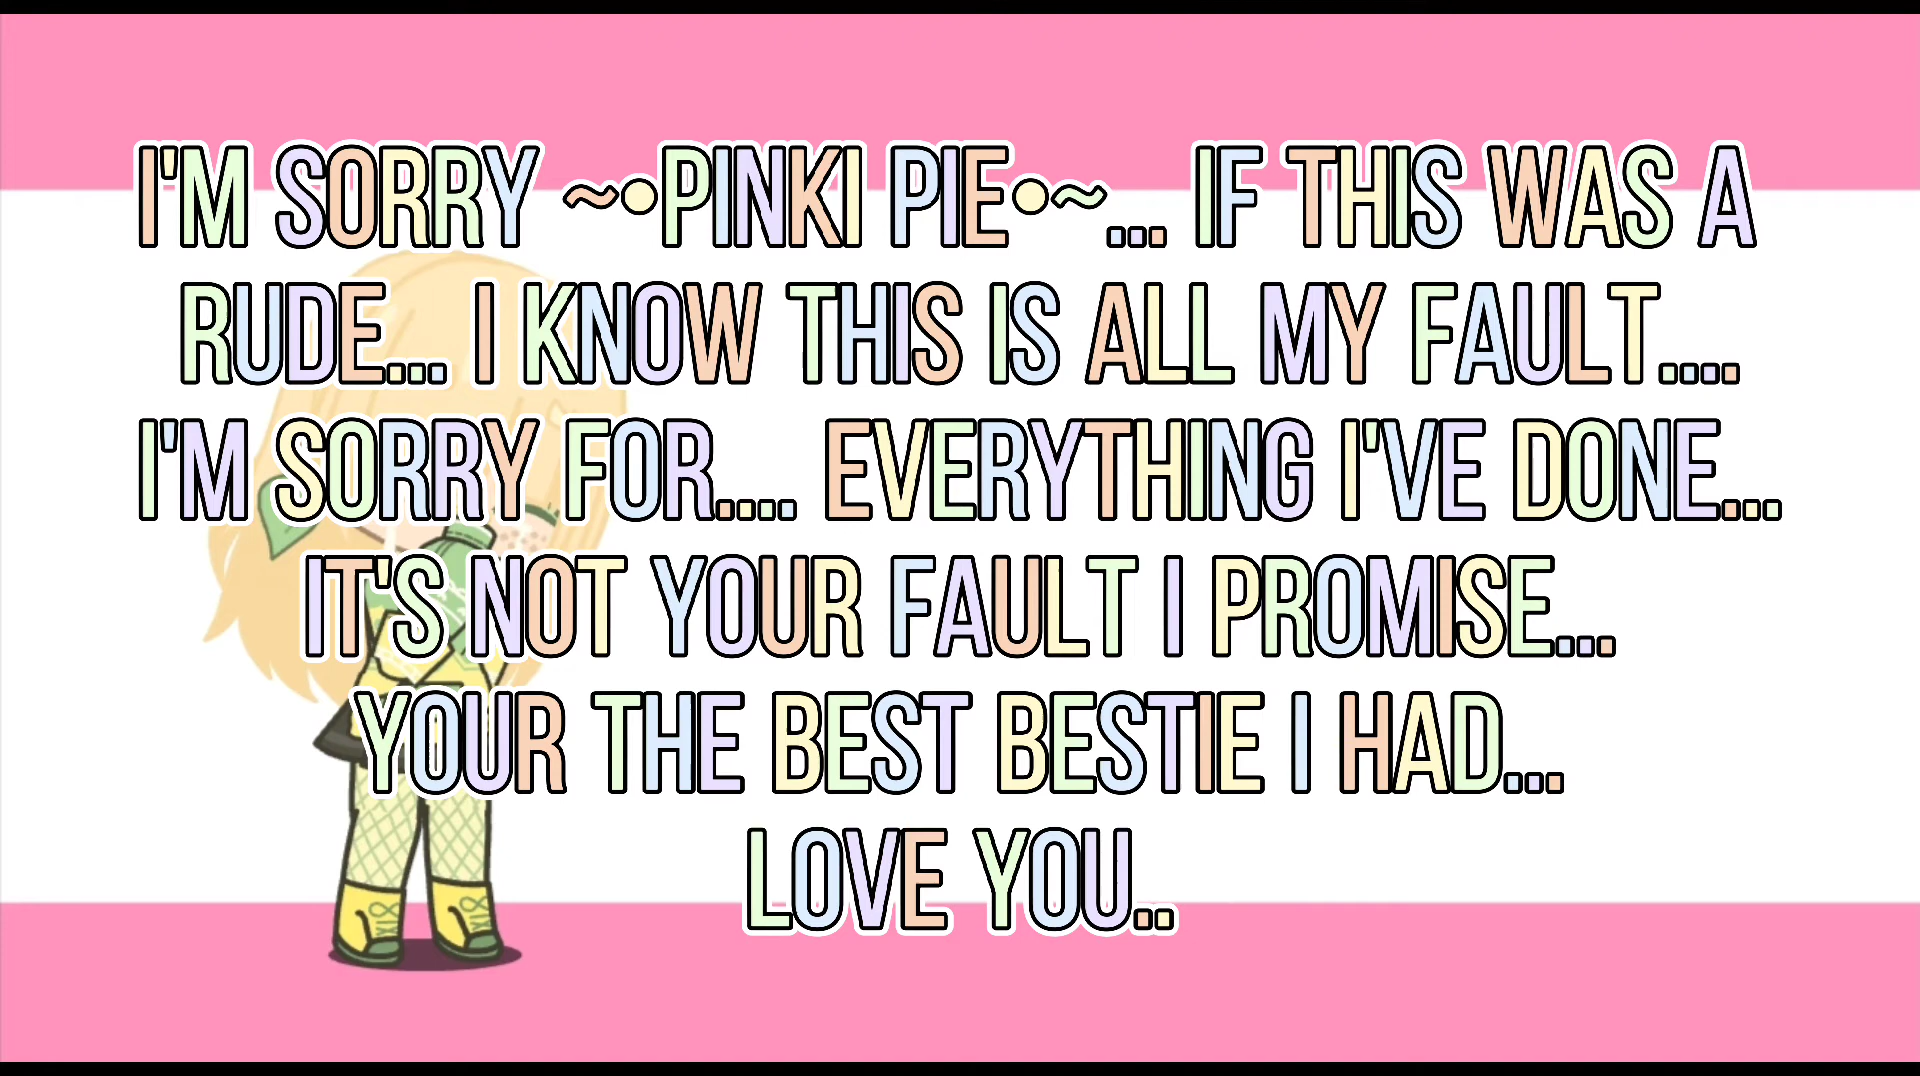 I'M SORRY ~•PINKI PIE•~... IF THIS WAS A
RUDE... I KNOW THIS IS ALL MY FAULT....
I'M SORRY FOR.... EVERYTHING I'VE DONE...
IT'S NOT YOUR FAULT I PROMISE...
YOUR THE BEST BESTIE I HAD...
LOVE YOU..